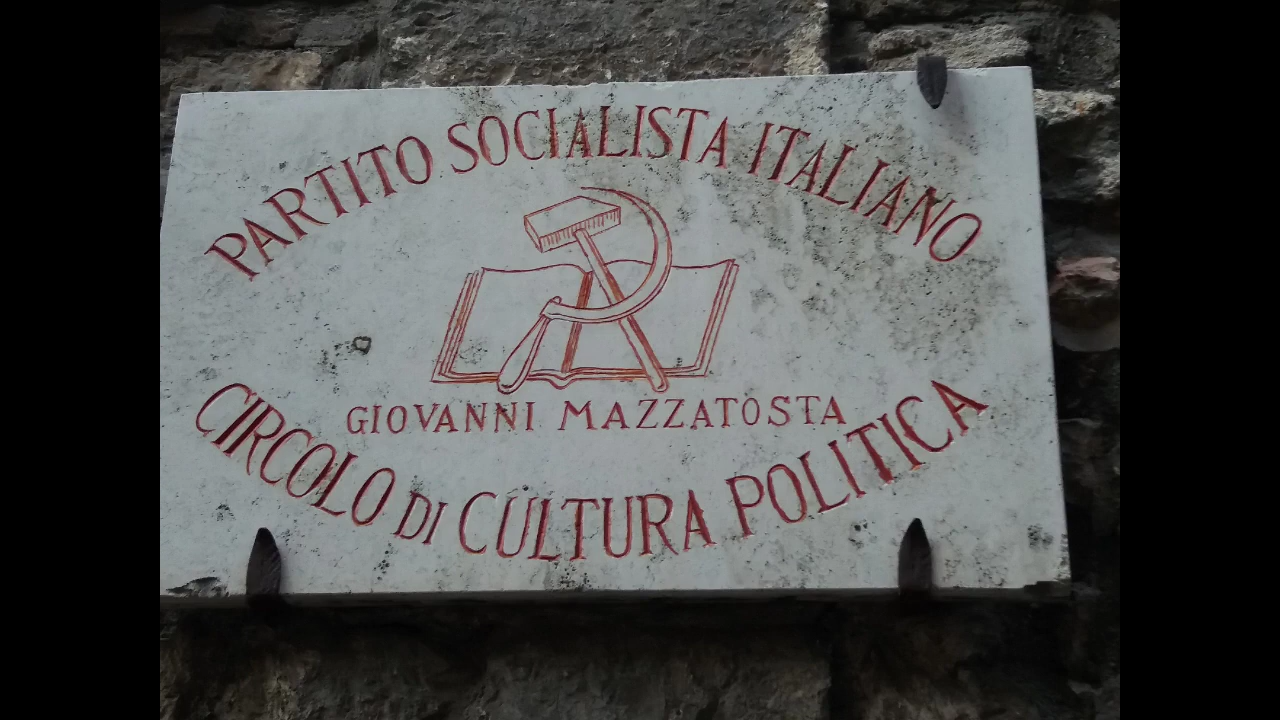 PARTITO SOCIALISTA ITALIANO
GIOVANNI MAZZATOSTA
CIRCOLO DI CULTURA POLITICA